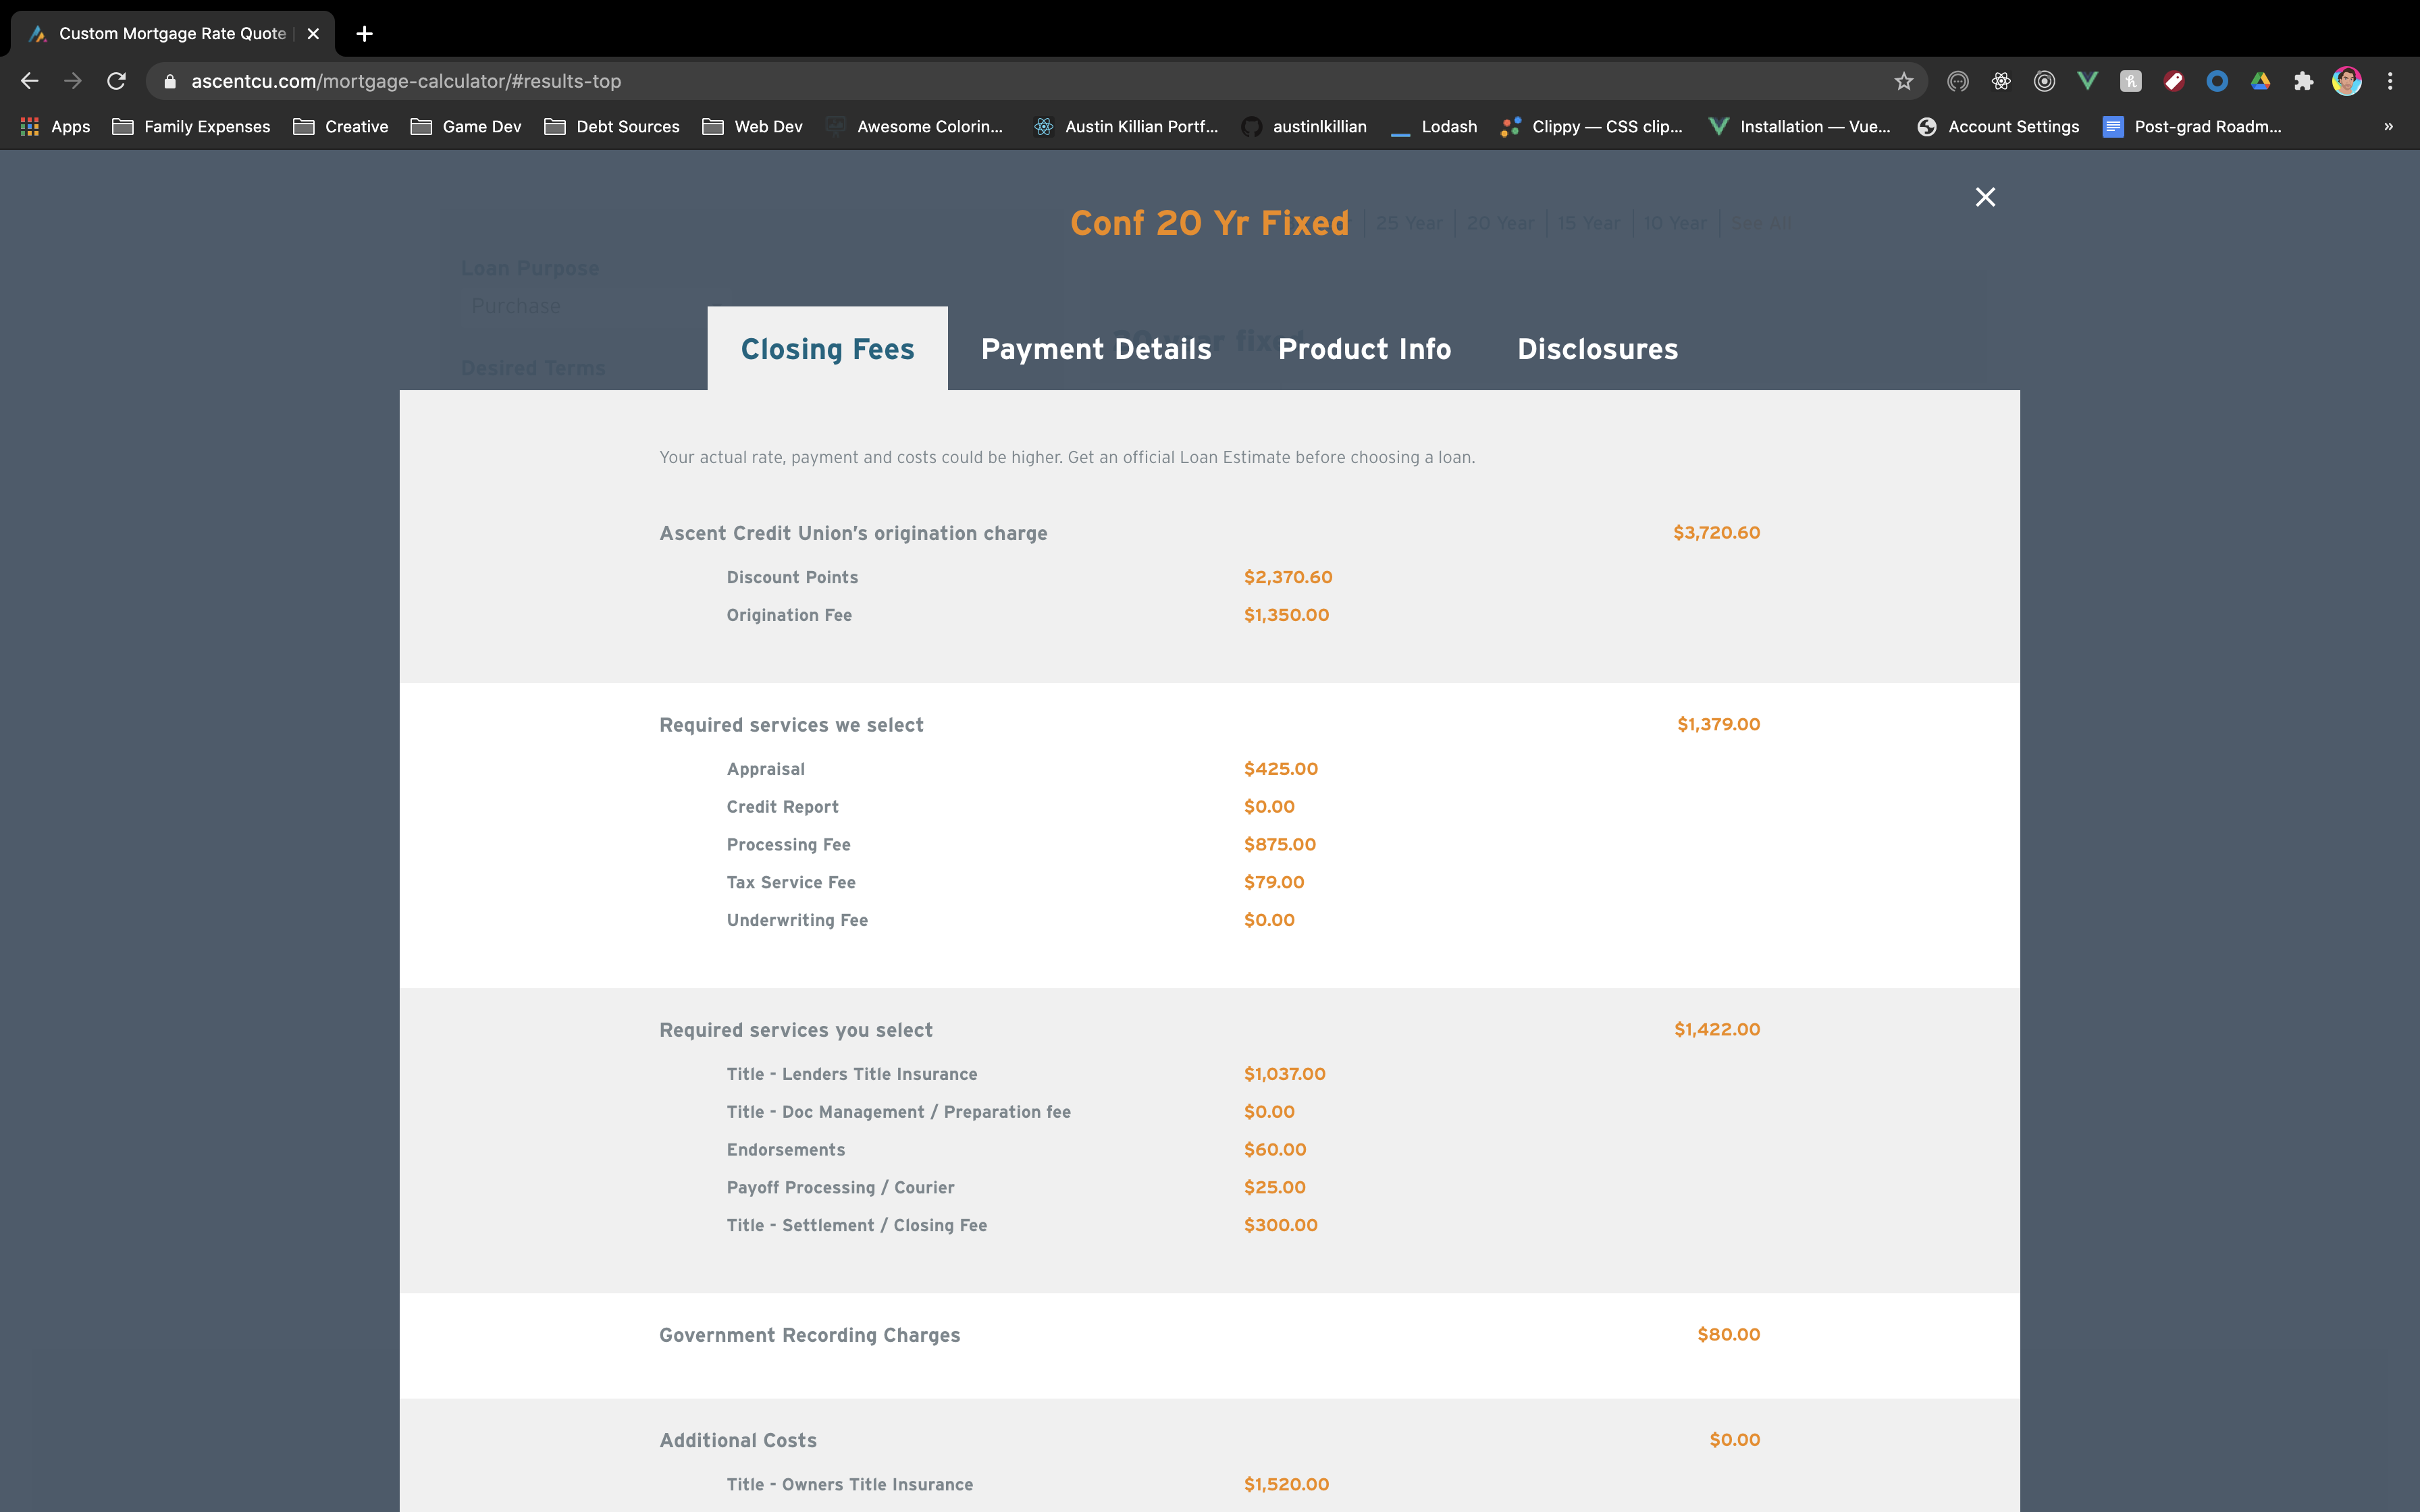 Custom Mortgage Rate Quote
ascentcu.com/mortgage-calculator/#results-top
Apps Family Expenses Creative Game Dev Debt Sources Web Dev Awesome Colorin... Austin Killian Portf... austinlkillian Lodash Clippy — CSS clip... Installation — Vue... Account Settings Post-grad Roadm... »
Conf 20 Yr Fixed
25 Year 20 Year 15 Year 10 Year See All
Loan Purpose
Purchase
Desired Terms
Closing Fees Payment Details Product Info Disclosures
Your actual rate, payment and costs could be higher. Get an official Loan Estimate before choosing a loan.
Ascent Credit Union's origination charge $3,720.60
Discount Points $2,370.60
Origination Fee $1,350.00
Required services we select $1,379.00
Appraisal $425.00
Credit Report $0.00
Processing Fee $875.00
Tax Service Fee $79.00
Underwriting Fee $0.00
Required services you select $1,422.00
Title - Lenders Title Insurance $1,037.00
Title - Doc Management / Preparation fee $0.00
Endorsements $60.00
Payoff Processing / Courier $25.00
Title - Settlement / Closing Fee $300.00
Government Recording Charges $80.00
Additional Costs $0.00
Title - Owners Title Insurance $1,520.00